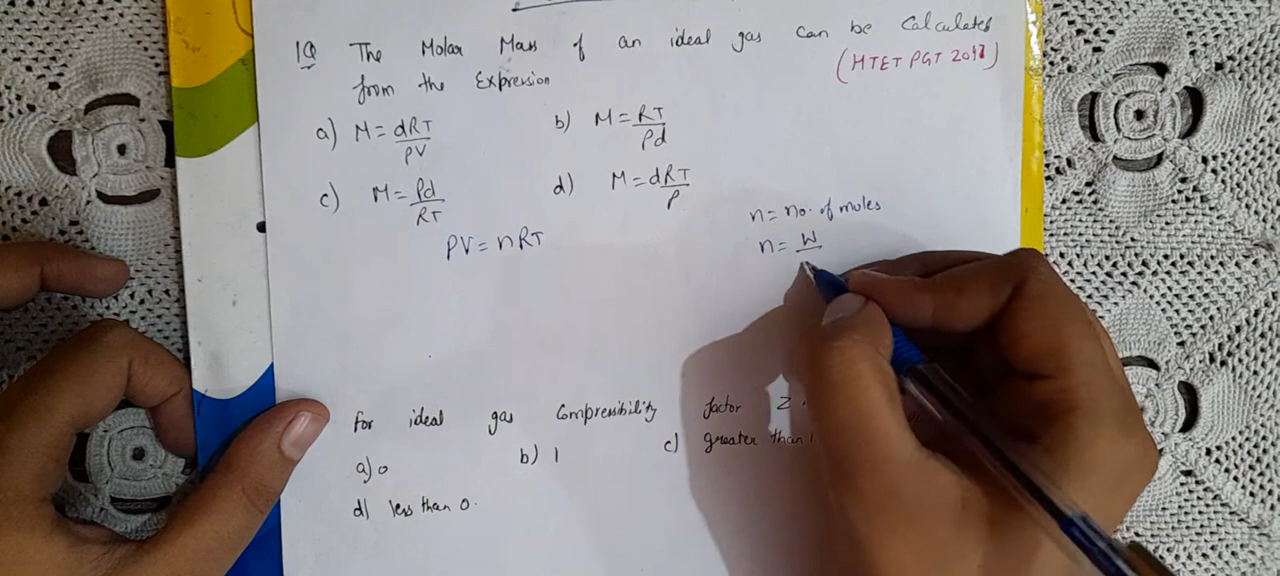 1Q The Molar Mass of an ideal gas can be Calculated
from the Expression (HTET PGT 2011)
a) M = dRT/PV b) M = RT/Pd
c) M = Pd/RT d) M = dRT/P
n = no. of moles
PV = nRT n = W
For ideal gas Compressibility factor Z
a) 0 b) 1 c) greater than 1
d) less than 0.